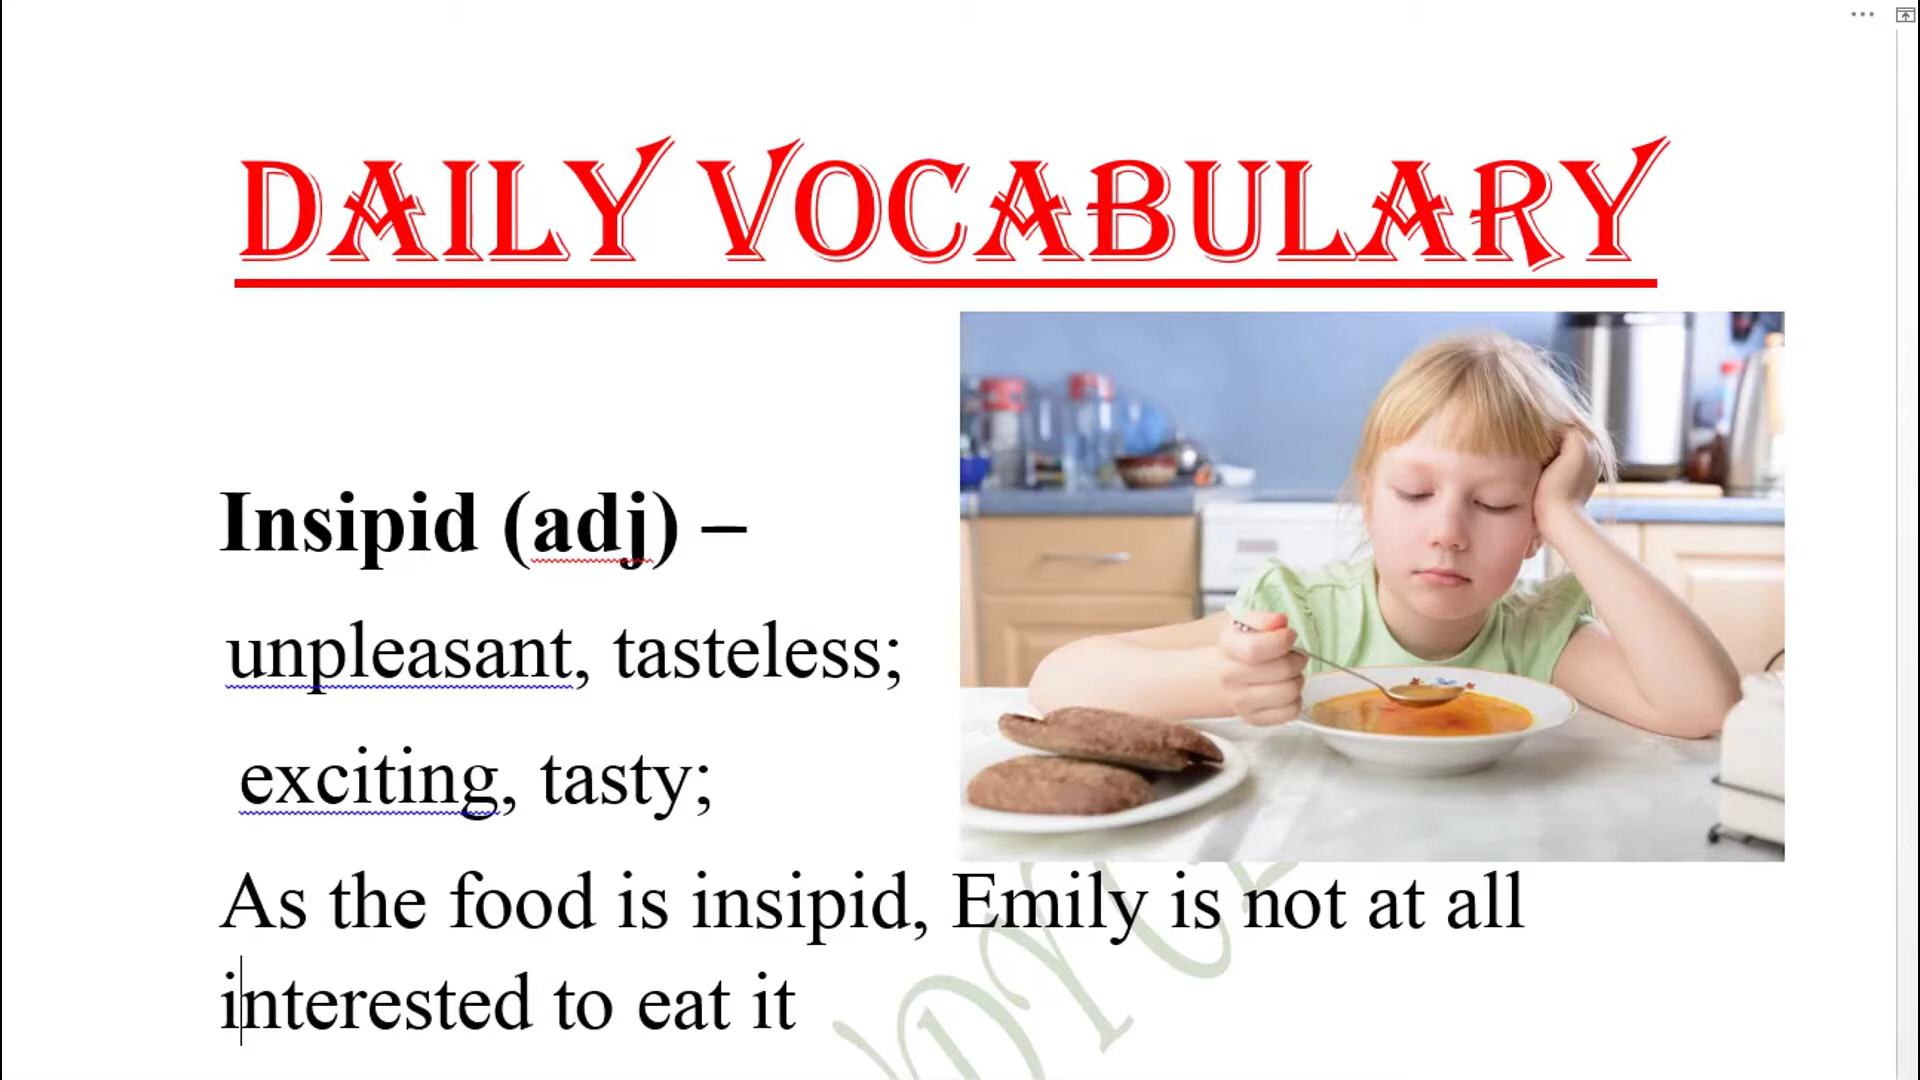 DAILY VOCABULARY
Insipid (adj) –
unpleasant, tasteless;
exciting, tasty;
As the food is insipid, Emily is not at all
interested to eat it